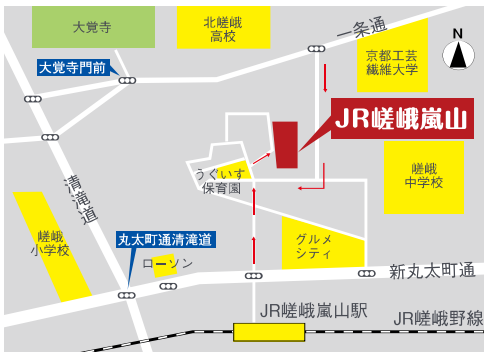 大覚寺
北嵯峨
高校
一条通
京都工芸
繊維大学
N
大覚寺門前
JR嵯峨嵐山
うぐいす
保育園
嵯峨
中学校
清滝道
嵯峨
小学校
丸太町通清滝道
グルメ
シティ
ローソン
新丸太町通
JR嵯峨嵐山駅
JR嵯峨野線